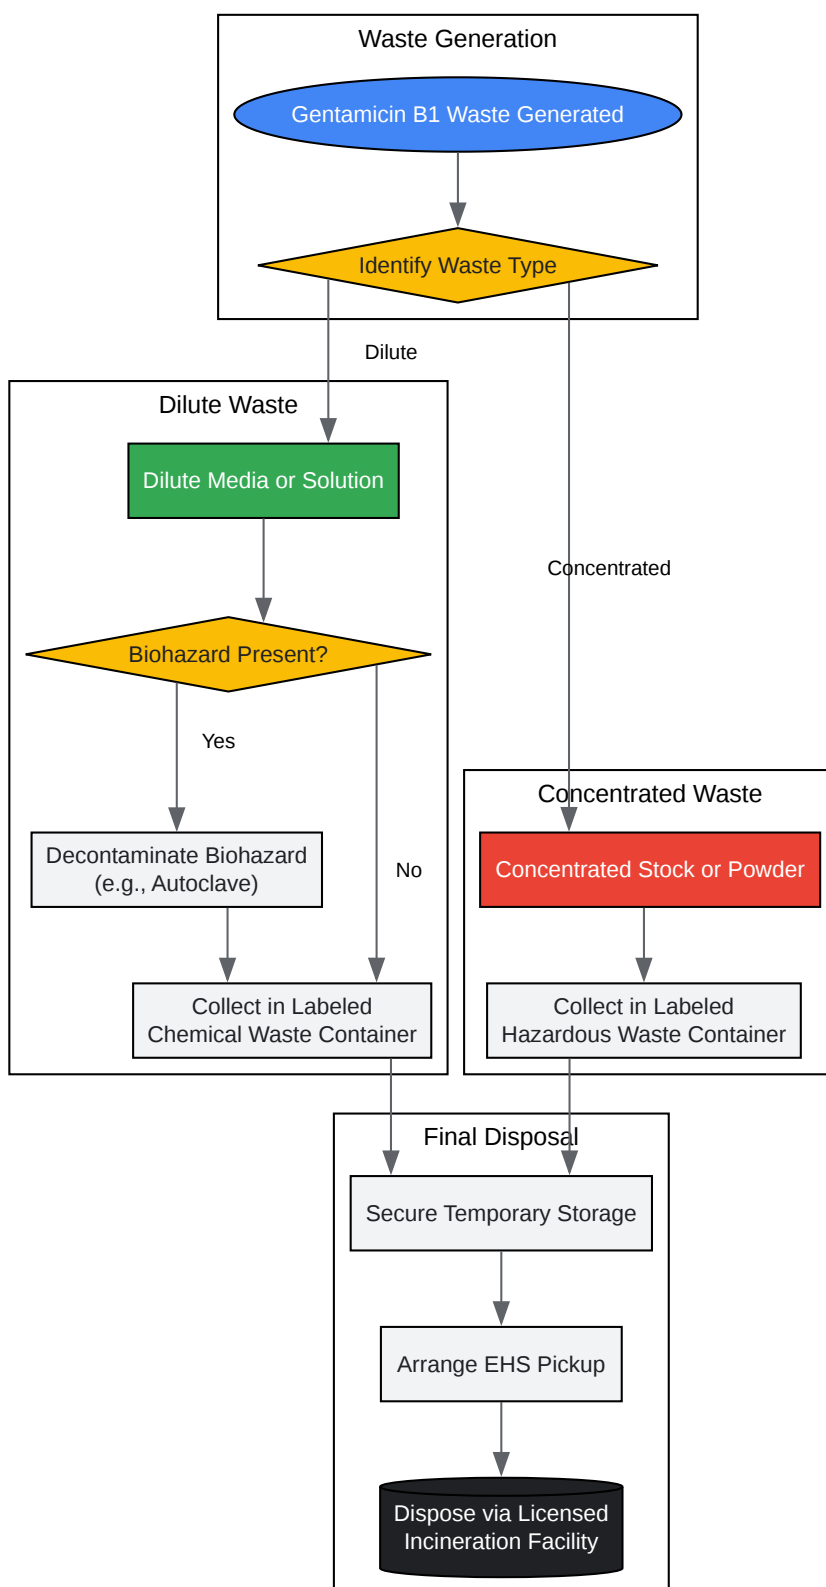 Waste Generation
Gentamicin B1 Waste Generated
Identify Waste Type
Dilute
Dilute Waste
Dilute Media or Solution
Concentrated
Biohazard Present?
Yes
No
Decontaminate Biohazard
(e.g., Autoclave)
Collect in Labeled
Chemical Waste Container
Concentrated Waste
Concentrated Stock or Powder
Collect in Labeled
Hazardous Waste Container
Final Disposal
Secure Temporary Storage
Arrange EHS Pickup
Dispose via Licensed
Incineration Facility